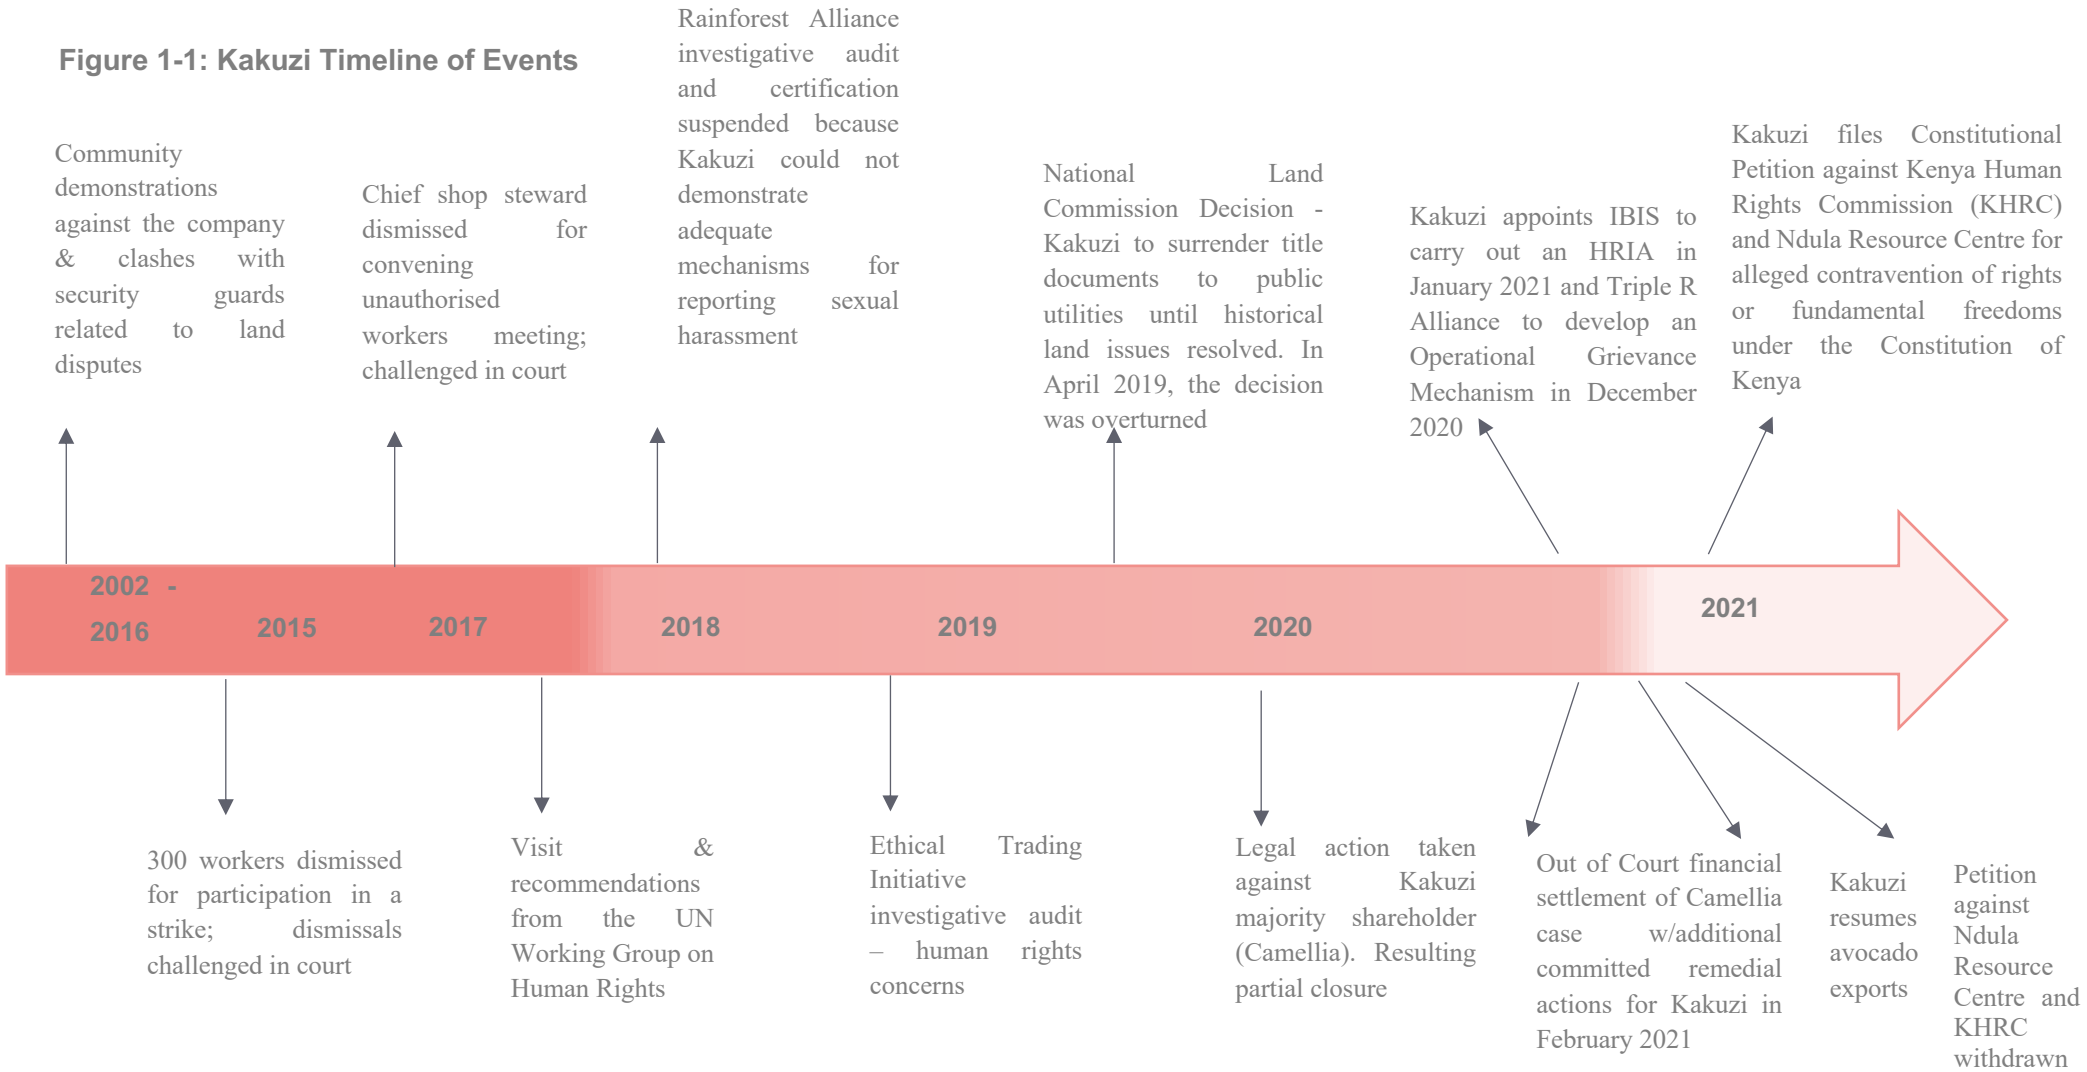 Figure 1-1: Kakuzi Timeline of Events
Community
demonstrations
against the company
& clashes with
security guards
related to land
disputes
Chief shop steward
dismissed for
convening
unauthorised
workers meeting;
challenged in court
Rainforest Alliance
investigative audit
and certification
suspended because
Kakuzi could not
demonstrate
adequate
mechanisms for
reporting sexual
harassment
National Land
Commission Decision -
Kakuzi to surrender title
documents to public
utilities until historical
land issues resolved. In
April 2019, the decision
was overturned
Kakuzi appoints IBIS to
carry out an HRIA in
January 2021 and Triple R
Alliance to develop an
Operational Grievance
Mechanism in December
2020
Kakuzi files Constitutional
Petition against Kenya Human
Rights Commission (KHRC)
and Ndula Resource Centre for
alleged contravention of rights
or fundamental freedoms
under the Constitution of
Kenya
2002 -
2016
2015
2017
2018
2019
2020
2021
300 workers dismissed
for participation in a
strike; dismissals
challenged in court
Visit &
recommendations
from the UN
Working Group on
Human Rights
Ethical Trading
Initiative
investigative audit
– human rights
concerns
Legal action taken
against Kakuzi
majority shareholder
(Camellia). Resulting
partial closure
Out of Court financial
settlement of Camellia
case w/additional
committed remedial
actions for Kakuzi in
February 2021
Kakuzi
resumes
avocado
exports
Petition
against
Ndula
Resource
Centre and
KHRC
withdrawn